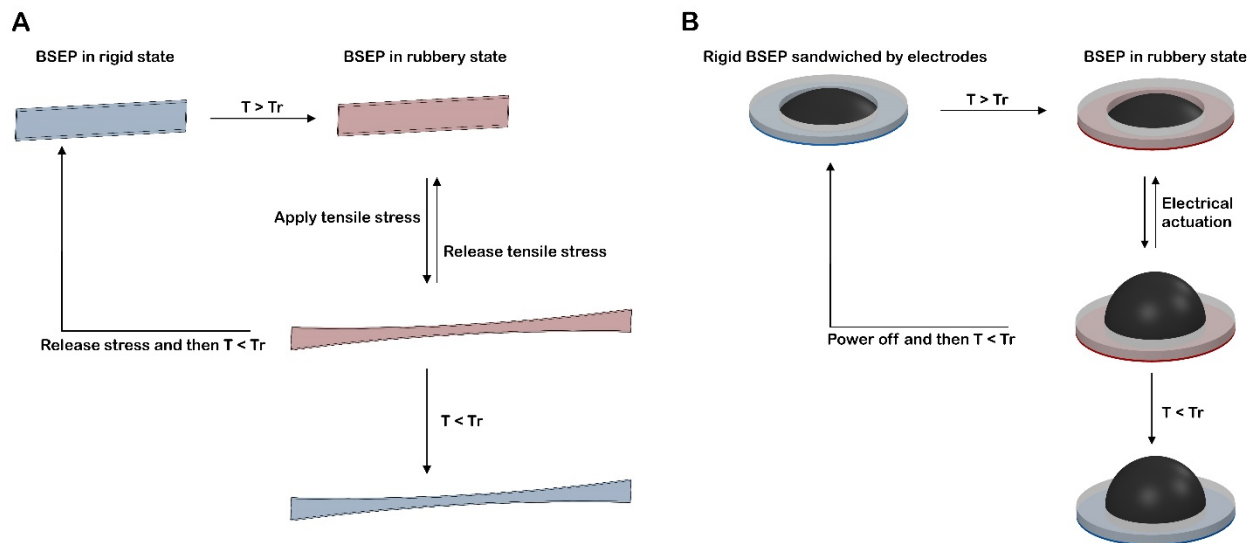 A
BSEP in rigid state
BSEP in rubbery state
T > Tr
Apply tensile stress
Release tensile stress
Release stress and then T < Tr
T < Tr
B
Rigid BSEP sandwiched by electrodes
BSEP in rubbery state
T > Tr
Electrical
actuation
Power off and then T < Tr
T < Tr